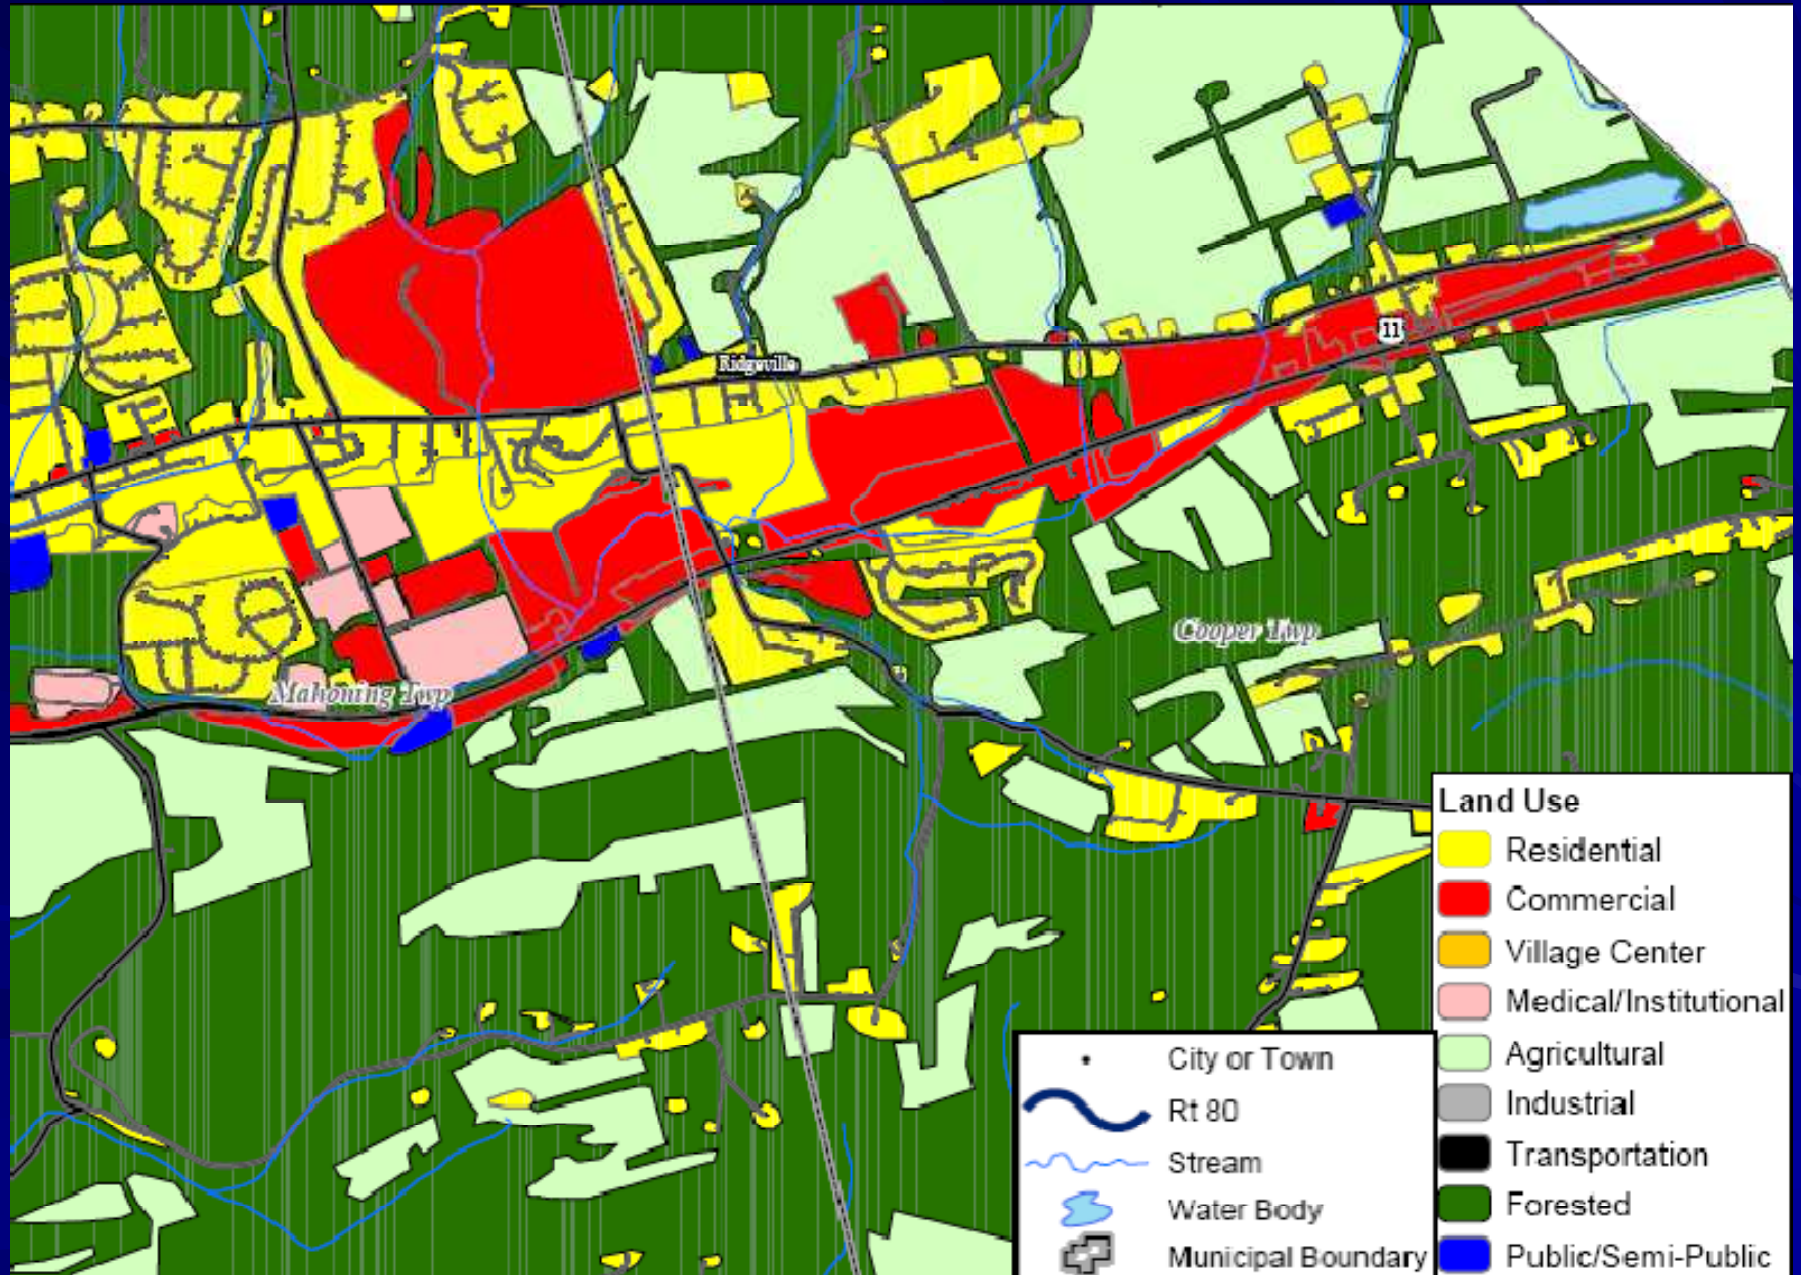 Ridgeville
11
Cooper Twp
Mahoning Twp
Land Use
Residential
Commercial
Village Center
Medical/Institutional
Agricultural
Industrial
Transportation
Forested
Public/Semi-Public
City or Town
Rt 80
Stream
Water Body
Municipal Boundary